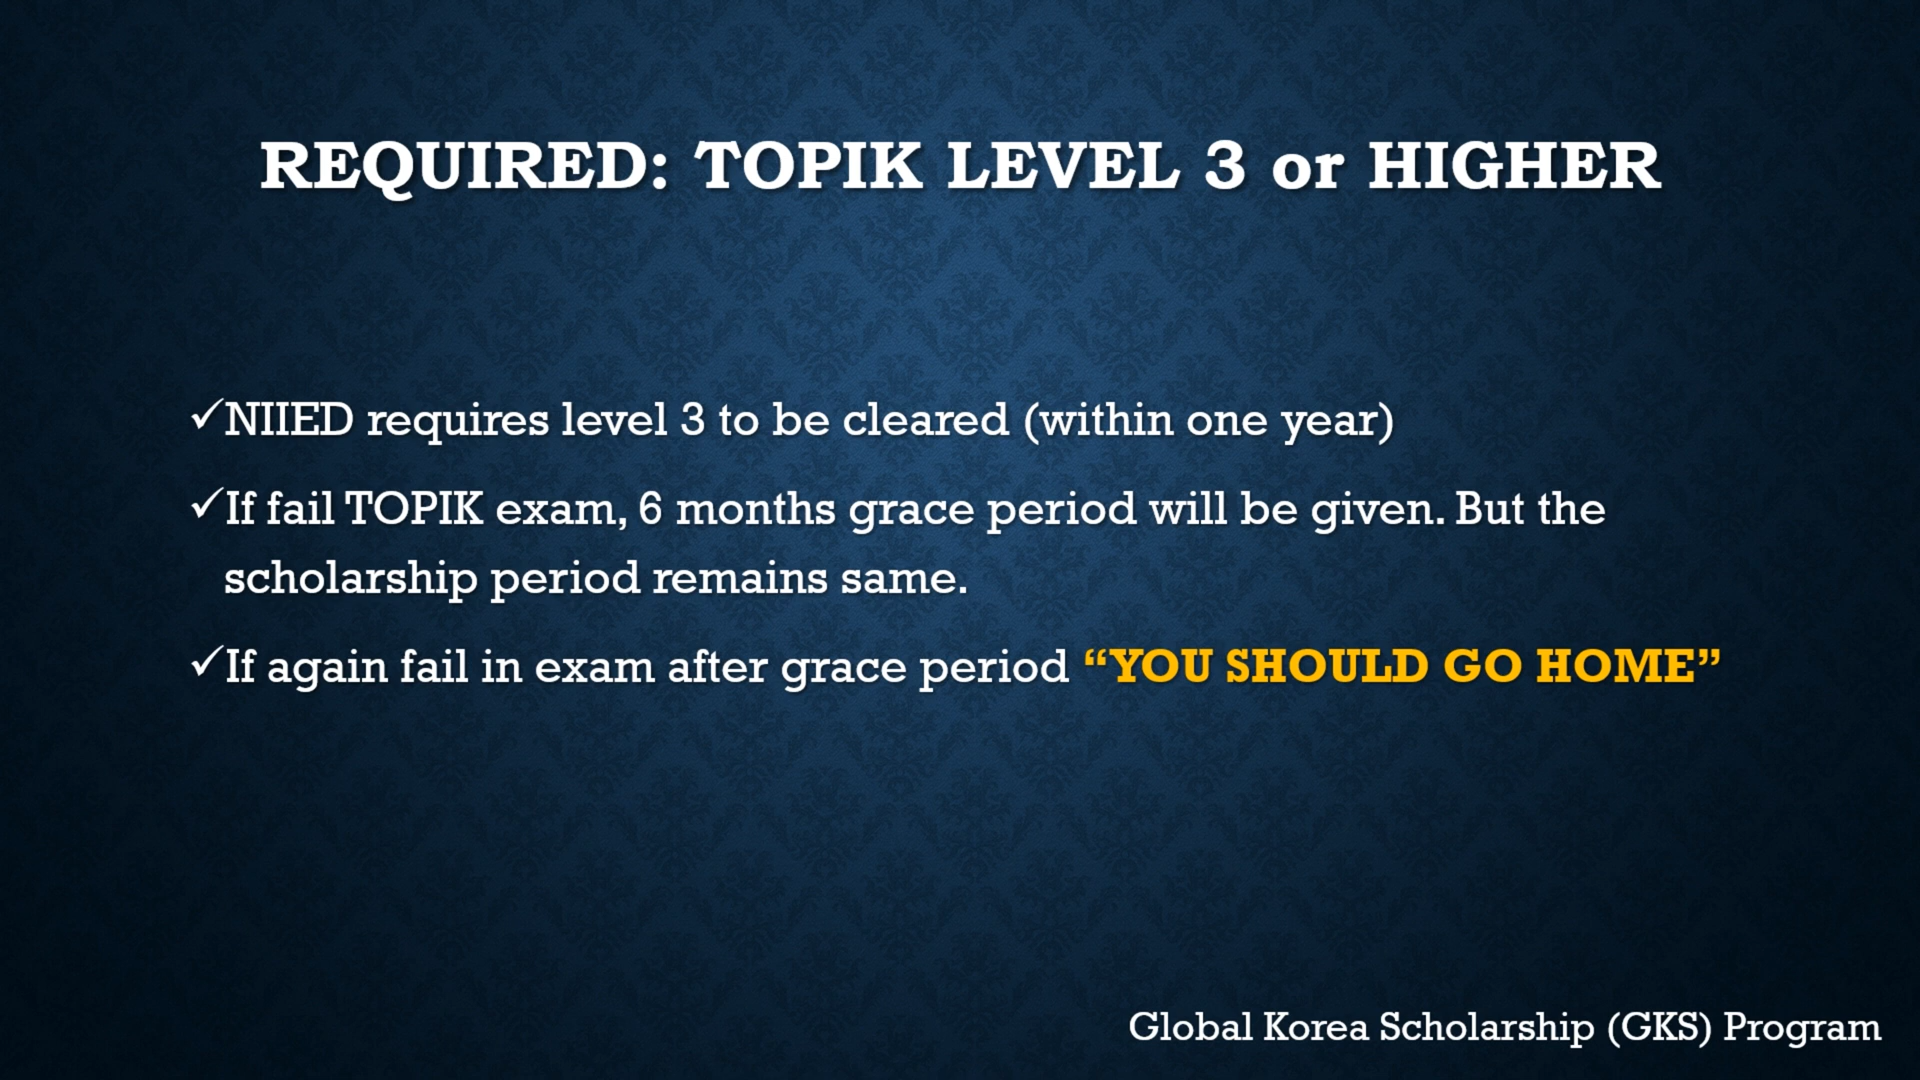 REQUIRED: TOPIK LEVEL 3 or HIGHER
✓NIIED requires level 3 to be cleared (within one year)
✓If fail TOPIK exam, 6 months grace period will be given. But the
scholarship period remains same.
✓If again fail in exam after grace period “YOU SHOULD GO HOME”
Global Korea Scholarship (GKS) Program